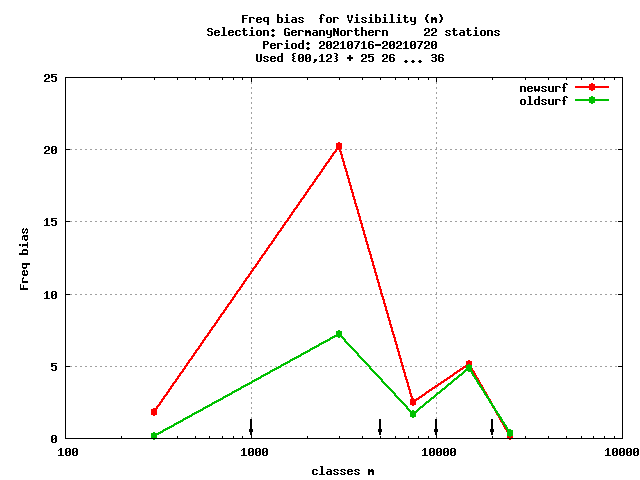 Freq bias  for Visibility (m)
Selection: GermanyNorthern     22 stations
Period: 20210716-20210720
Used {00,12} + 25 26 ... 36
25
20
15
10
5
0
Freq bias
newsurf
oldsurf
100
1000
10000
10000
classes m